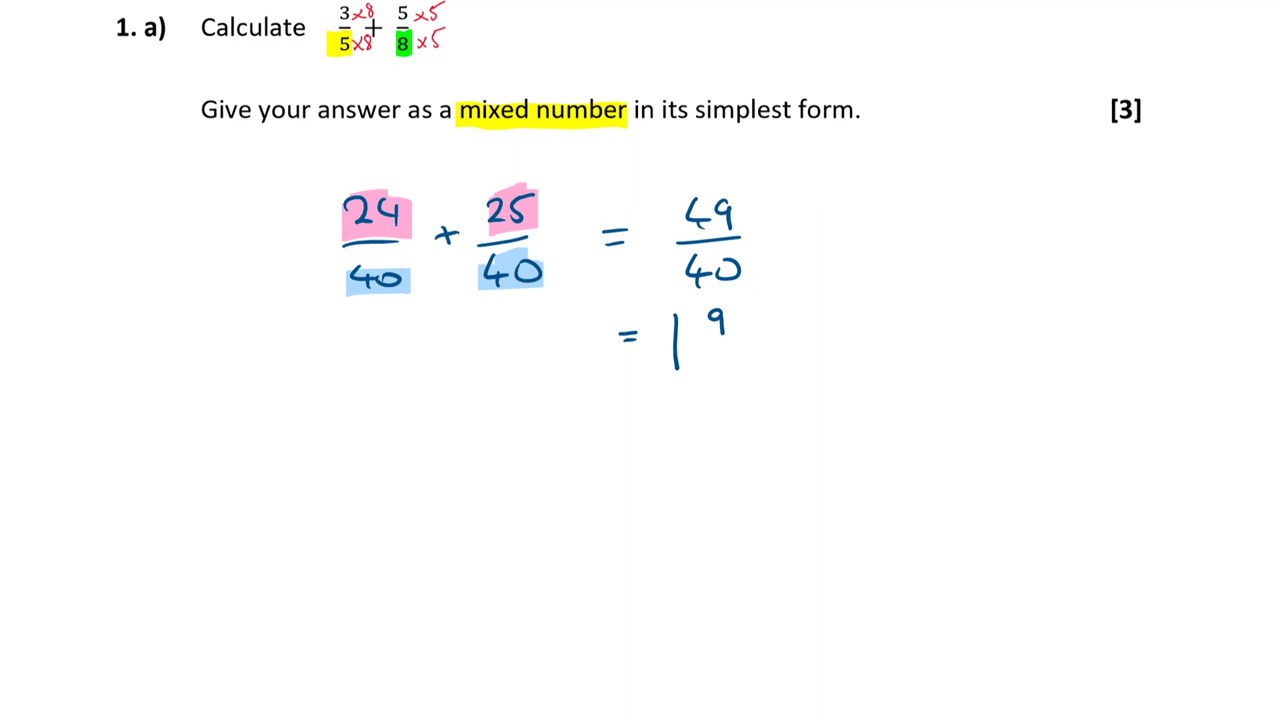 1. a) Calculate 3×8/5×8 + 5×5/8×5
Give your answer as a mixed number in its simplest form. [3]
24/40 + 25/40 = 49/40
= 1 9